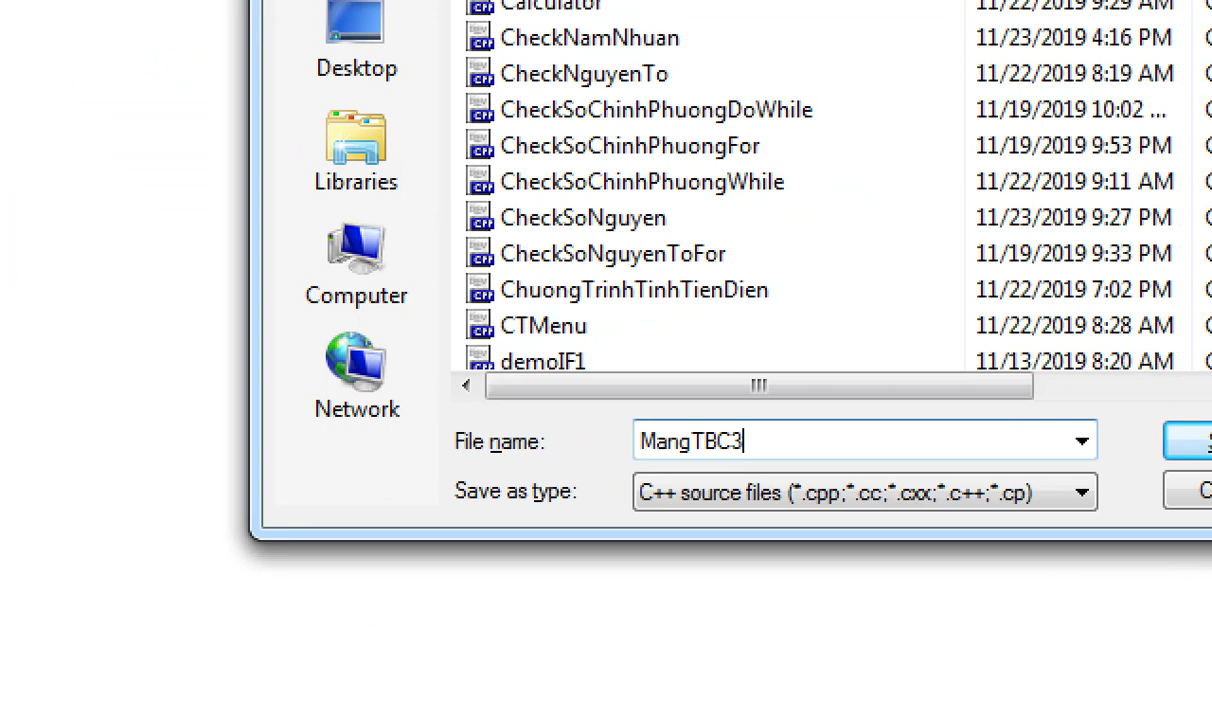 Calculator 11/22/2019 9:29 AM
Desktop
CheckNamNhuan 11/23/2019 4:16 PM
CheckNguyenTo 11/22/2019 8:19 AM
CheckSoChinhPhuongDoWhile 11/19/2019 10:02 ...
CheckSoChinhPhuongFor 11/19/2019 9:53 PM
Libraries
CheckSoChinhPhuongWhile 11/22/2019 9:11 AM
CheckSoNguyen 11/23/2019 9:27 PM
CheckSoNguyenToFor 11/19/2019 9:33 PM
Computer
ChuongTrinhTinhTienDien 11/22/2019 7:02 PM
CTMenu 11/22/2019 8:28 AM
demoIF1 11/13/2019 8:20 AM
Network
File name: MangTBC3
Save as type: C++ source files (*.cpp;*.cc;*.cxx;*.c++;*.cp)